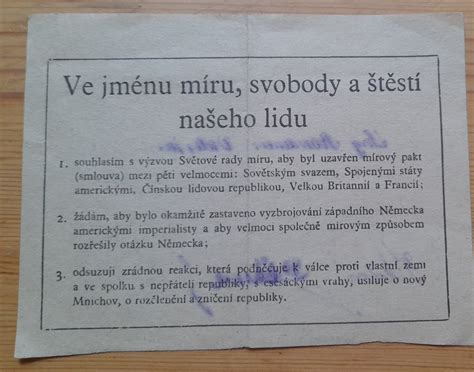 Ve jménu míru, svobody a štěstí
našeho lidu
1. souhlasím s výzvou Světové rady míru, aby byl uzavřen mírový pakt
(smlouva) mezi pěti velmocemi: Sovětským svazem, Spojenými státy
americkými, Čínskou lidovou republikou, Velkou Britannií a Francií;
2. žádám, aby bylo okamžitě zastaveno vyzbrojování západního Německa
americkými imperialisty a aby velmoci společně mírovým způsobem
rozřešily otázku Německa;
3. odsuzuji zrádnou reakci, která podněcuje k válce proti vlastní zemi
a ve spolku s nepřáteli republiky, s esesáckými vrahy, usiluje o nový
Mnichov, o rozčlenění a zničení republiky.